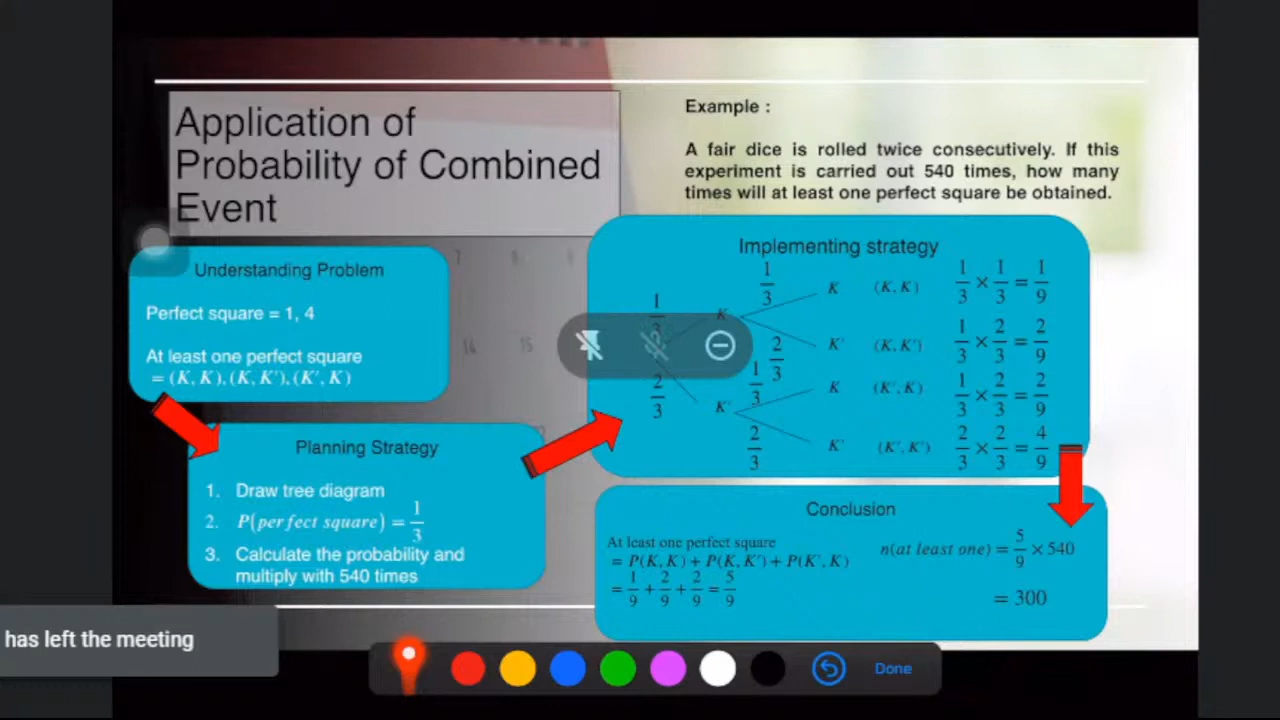 Application of
Probability of Combined
Event
Example :
A fair dice is rolled twice consecutively. If this
experiment is carried out 540 times, how many
times will at least one perfect square be obtained.
Understanding Problem
Perfect square = 1, 4
At least one perfect square
= (K, K), (K, K'), (K', K)
Planning Strategy
1. Draw tree diagram
2. P(perfect square) = 1/3
3. Calculate the probability and
multiply with 540 times
Implementing strategy
1/3 K (K, K) 1/3 × 1/3 = 1/9
K
2/3 K' (K, K') 1/3 × 2/3 = 2/9
2/3 K'
1/3 K (K', K) 1/3 × 2/3 = 2/9
2/3 K' (K', K') 2/3 × 2/3 = 4/9
Conclusion
At least one perfect square
= P(K, K) + P(K, K') + P(K', K)
= 1/9 + 2/9 + 2/9 = 5/9
n(at least one) = 5/9 × 540
= 300
7 8 9
14 15
has left the meeting
Done